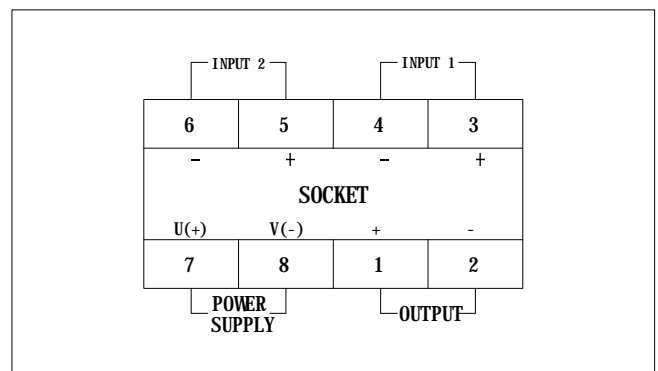 INPUT 2 INPUT 1
6 5 4 3
− + − +
SOCKET
U(+) V(-) + -
7 8 1 2
POWER
SUPPLY
OUTPUT